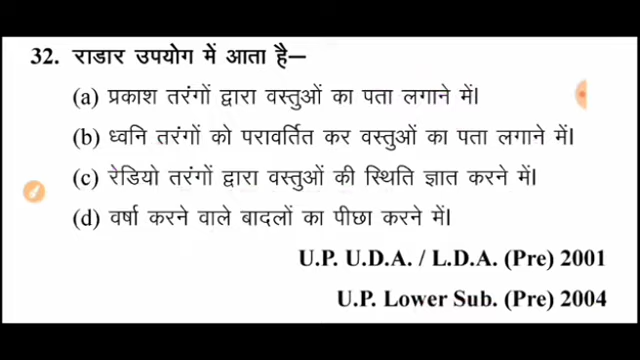 32. राडार उपयोग में आता है—
(a) प्रकाश तरंगों द्वारा वस्तुओं का पता लगाने में।
(b) ध्वनि तरंगों को परावर्तित कर वस्तुओं का पता लगाने में।
(c) रेडियो तरंगों द्वारा वस्तुओं की स्थिति ज्ञात करने में।
(d) वर्षा करने वाले बादलों का पीछा करने में।
U.P. U.D.A. / L.D.A. (Pre) 2001
U.P. Lower Sub. (Pre) 2004